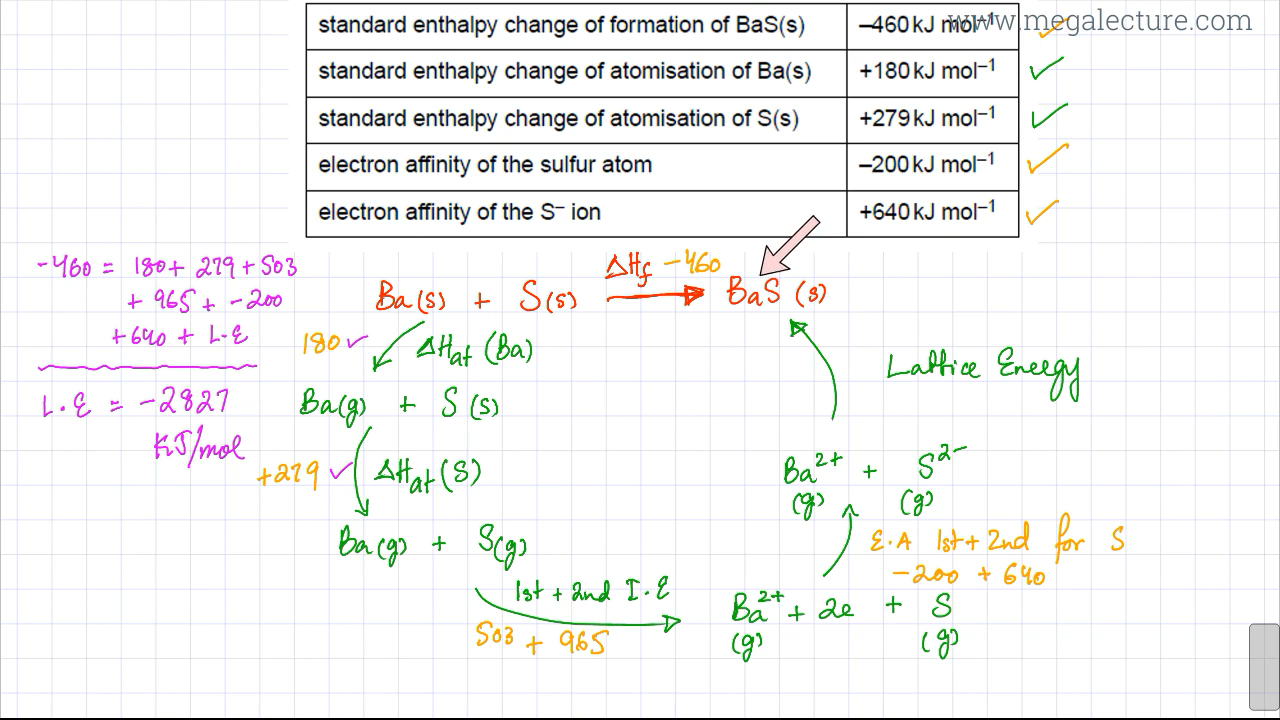 www.megalecture.com
standard enthalpy change of formation of BaS(s) –460 kJ mol⁻¹
standard enthalpy change of atomisation of Ba(s) +180 kJ mol⁻¹
standard enthalpy change of atomisation of S(s) +279 kJ mol⁻¹
electron affinity of the sulfur atom –200 kJ mol⁻¹
electron affinity of the S⁻ ion +640 kJ mol⁻¹
-460 = 180+ 279 + 503
+ 965 + -200
+640 + L.E
L.E = -2827
KJ/mol
ΔHf -460
Ba(s) + S(s) → BaS (s)
180 ✓ ΔHat (Ba)
Lattice Energy
Ba(g) + S(s)
+279 ✓ ΔHat (S)
Ba²⁺ + S²⁻
(g) (g)
Ba(g) + S(g)
E.A 1st + 2nd for S
-200 + 640
1st + 2nd I.E
503 + 965
Ba²⁺ + 2e + S
(g) (g)